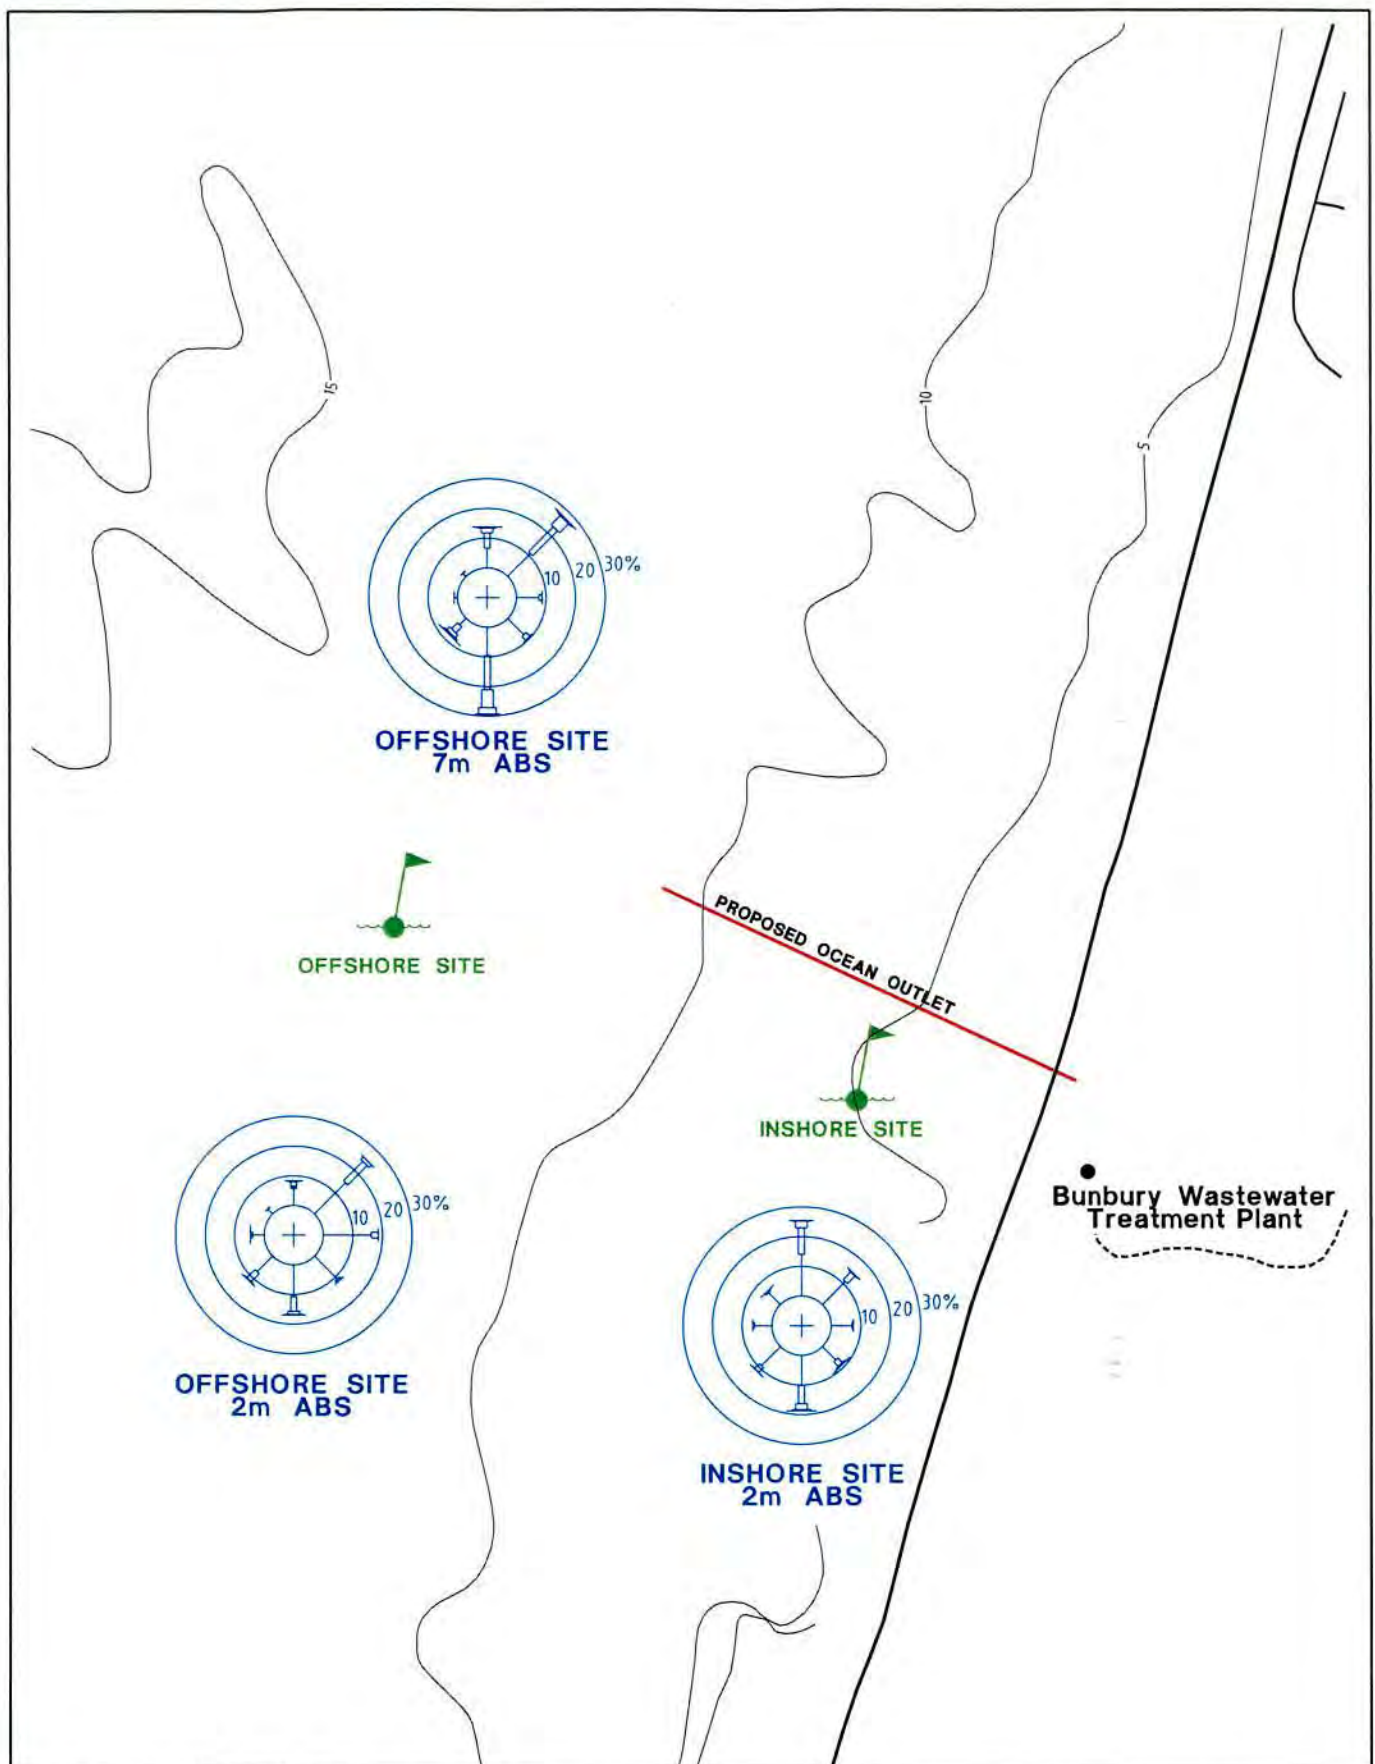 15
10
5
10 20 30%
OFFSHORE SITE
7m ABS
PROPOSED OCEAN OUTLET
OFFSHORE SITE
INSHORE SITE
Bunbury Wastewater
Treatment Plant
10 20 30%
OFFSHORE SITE
2m ABS
10 20 30%
INSHORE SITE
2m ABS